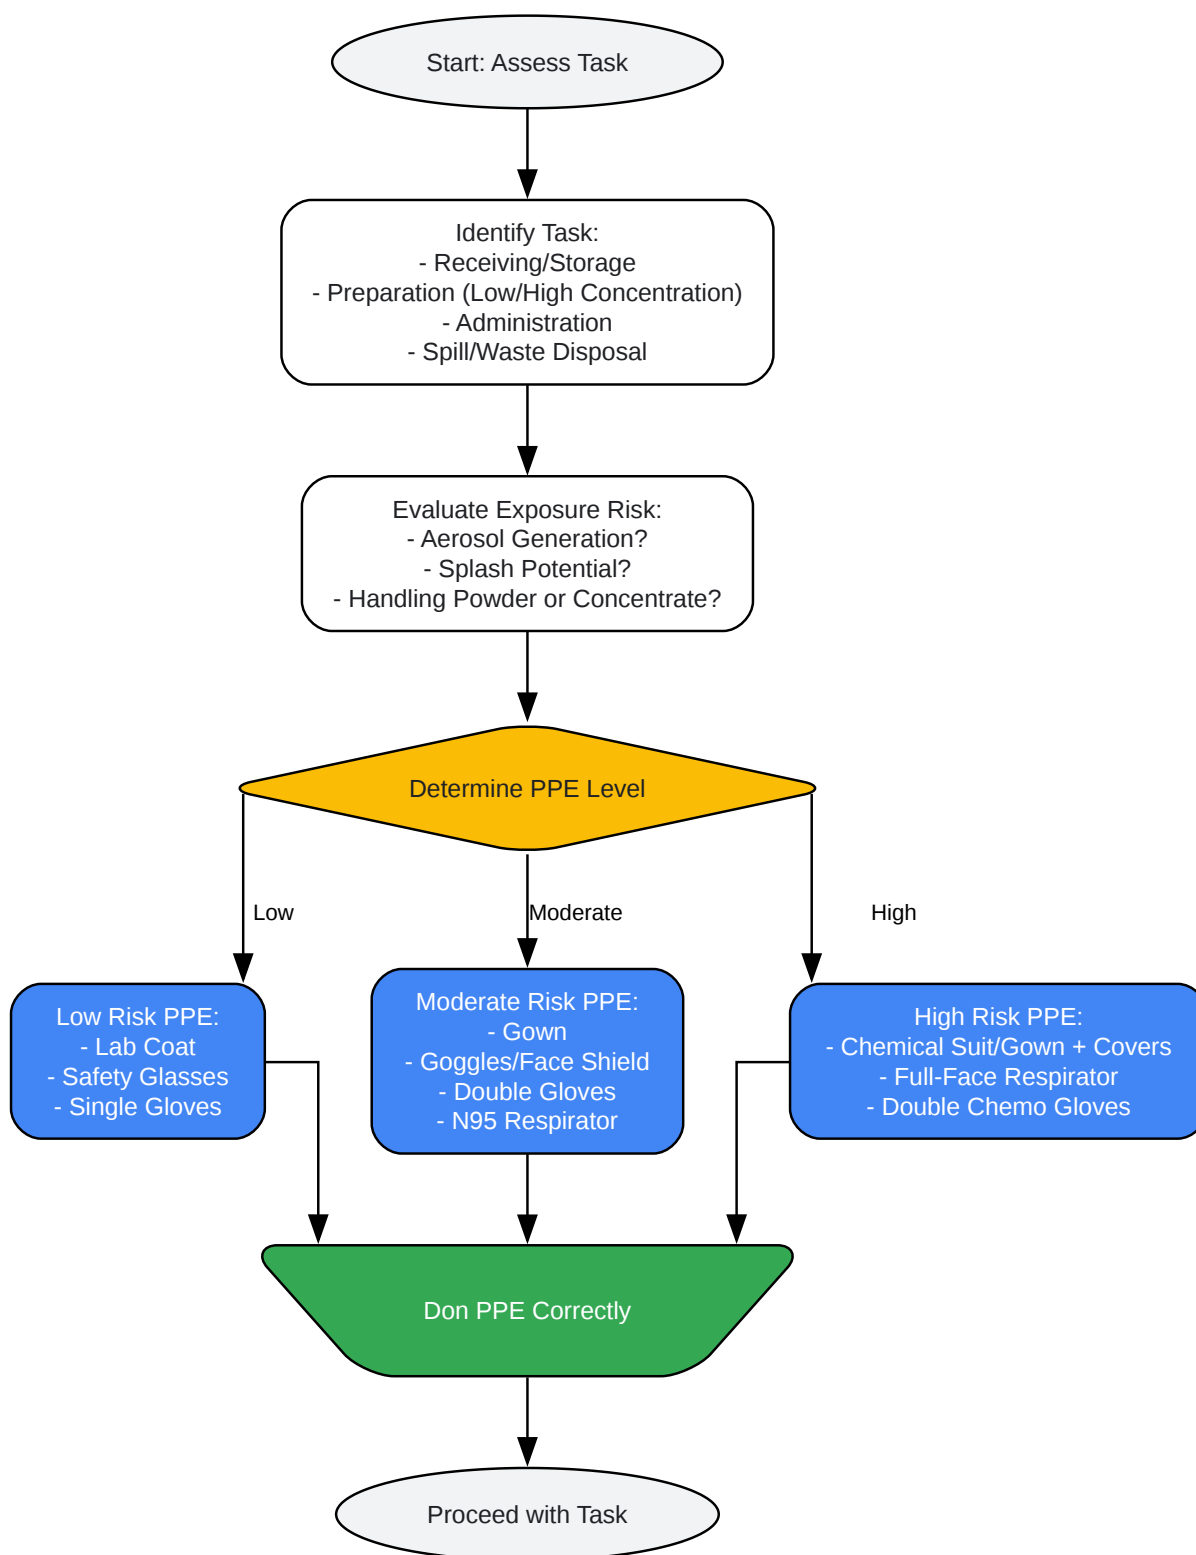 Start: Assess Task
Identify Task:
- Receiving/Storage
- Preparation (Low/High Concentration)
- Administration
- Spill/Waste Disposal
Evaluate Exposure Risk:
- Aerosol Generation?
- Splash Potential?
- Handling Powder or Concentrate?
Determine PPE Level
Low
Moderate
High
Low Risk PPE:
- Lab Coat
- Safety Glasses
- Single Gloves
Moderate Risk PPE:
- Gown
- Goggles/Face Shield
- Double Gloves
- N95 Respirator
High Risk PPE:
- Chemical Suit/Gown + Covers
- Full-Face Respirator
- Double Chemo Gloves
Don PPE Correctly
Proceed with Task